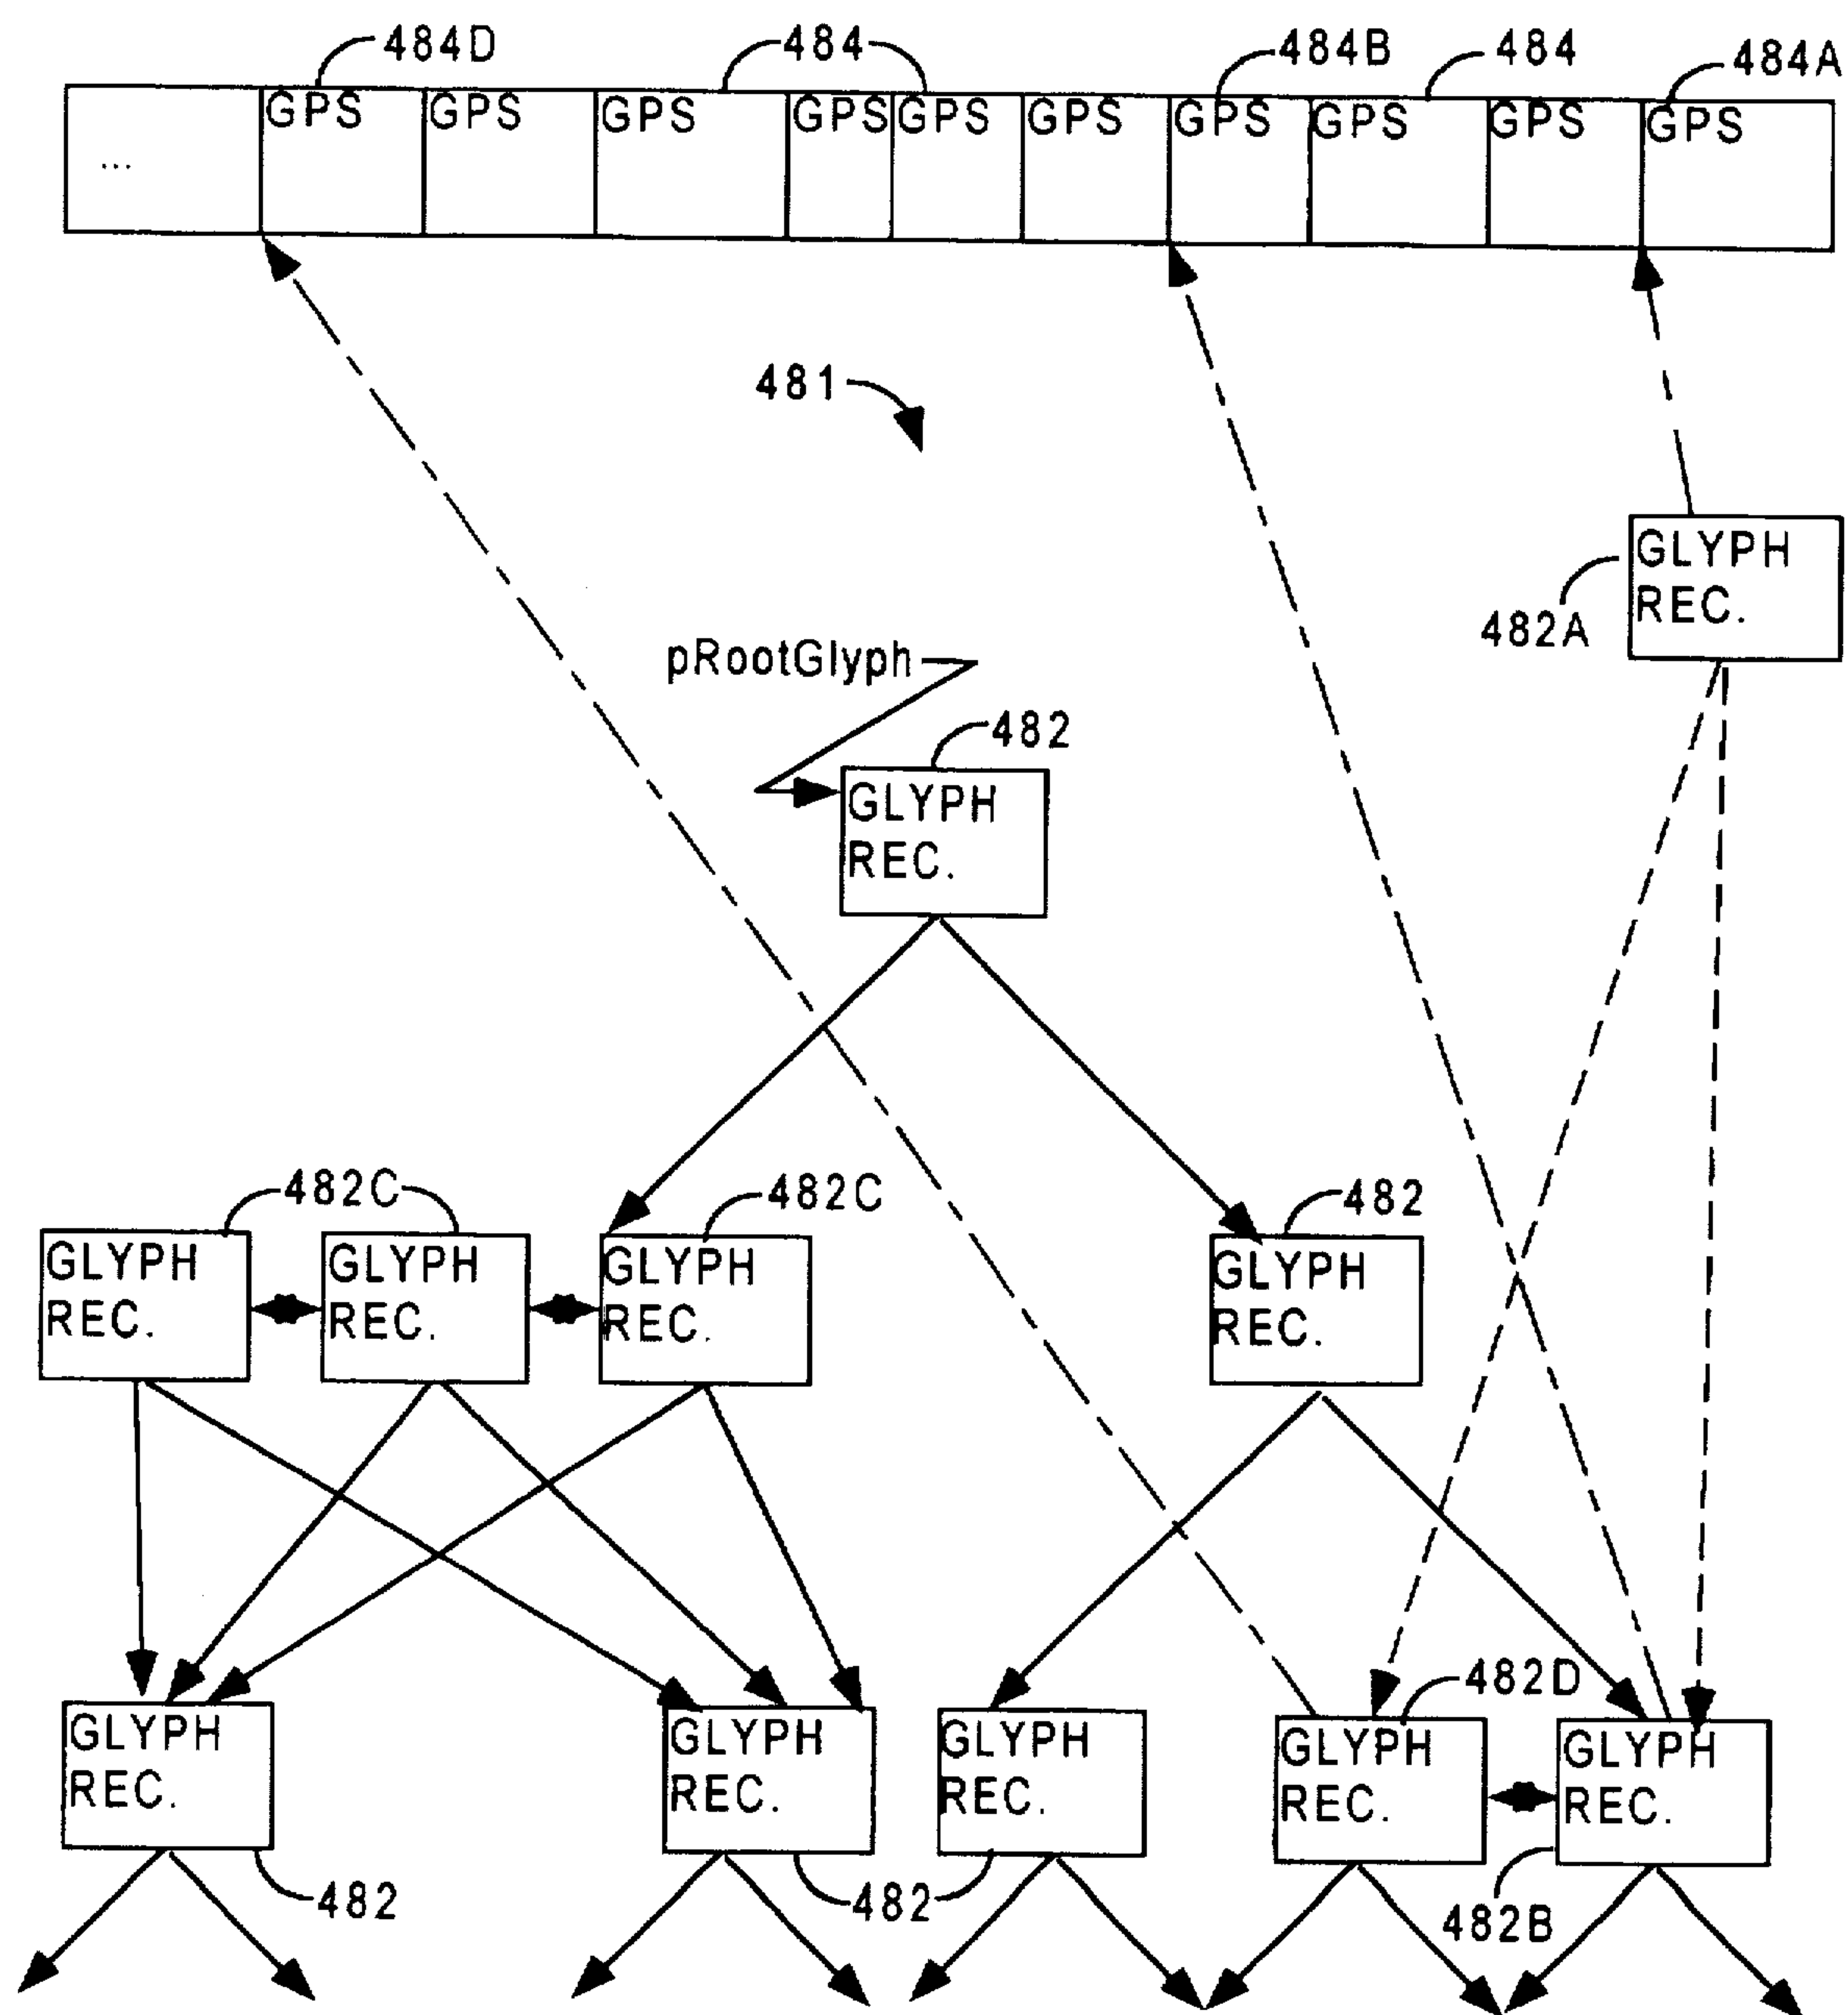 484D
484
484B
484
484A
GPS
GPS
GPS
GPS
GPS
GPS
GPS
GPS
GPS
GPS
...
481
GLYPH
REC.
482A
pRootGlyph
482
GLYPH
REC.
482C
482C
482
GLYPH
REC.
GLYPH
REC.
GLYPH
REC.
GLYPH
REC.
482D
GLYPH
REC.
GLYPH
REC.
GLYPH
REC.
GLYPH
REC.
GLYPH
REC.
482
482
482B